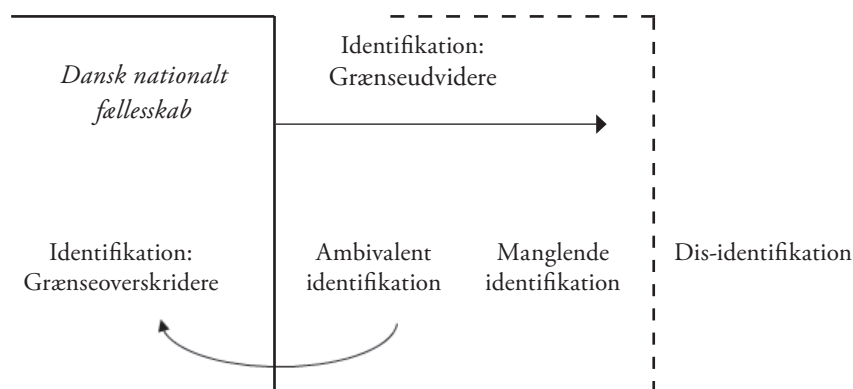 Identifikation:
Grænseudvidere
Dansk nationalt
fællesskab
Identifikation:
Grænseoverskridere
Ambivalent
identifikation
Manglende
identifikation
Dis-identifikation